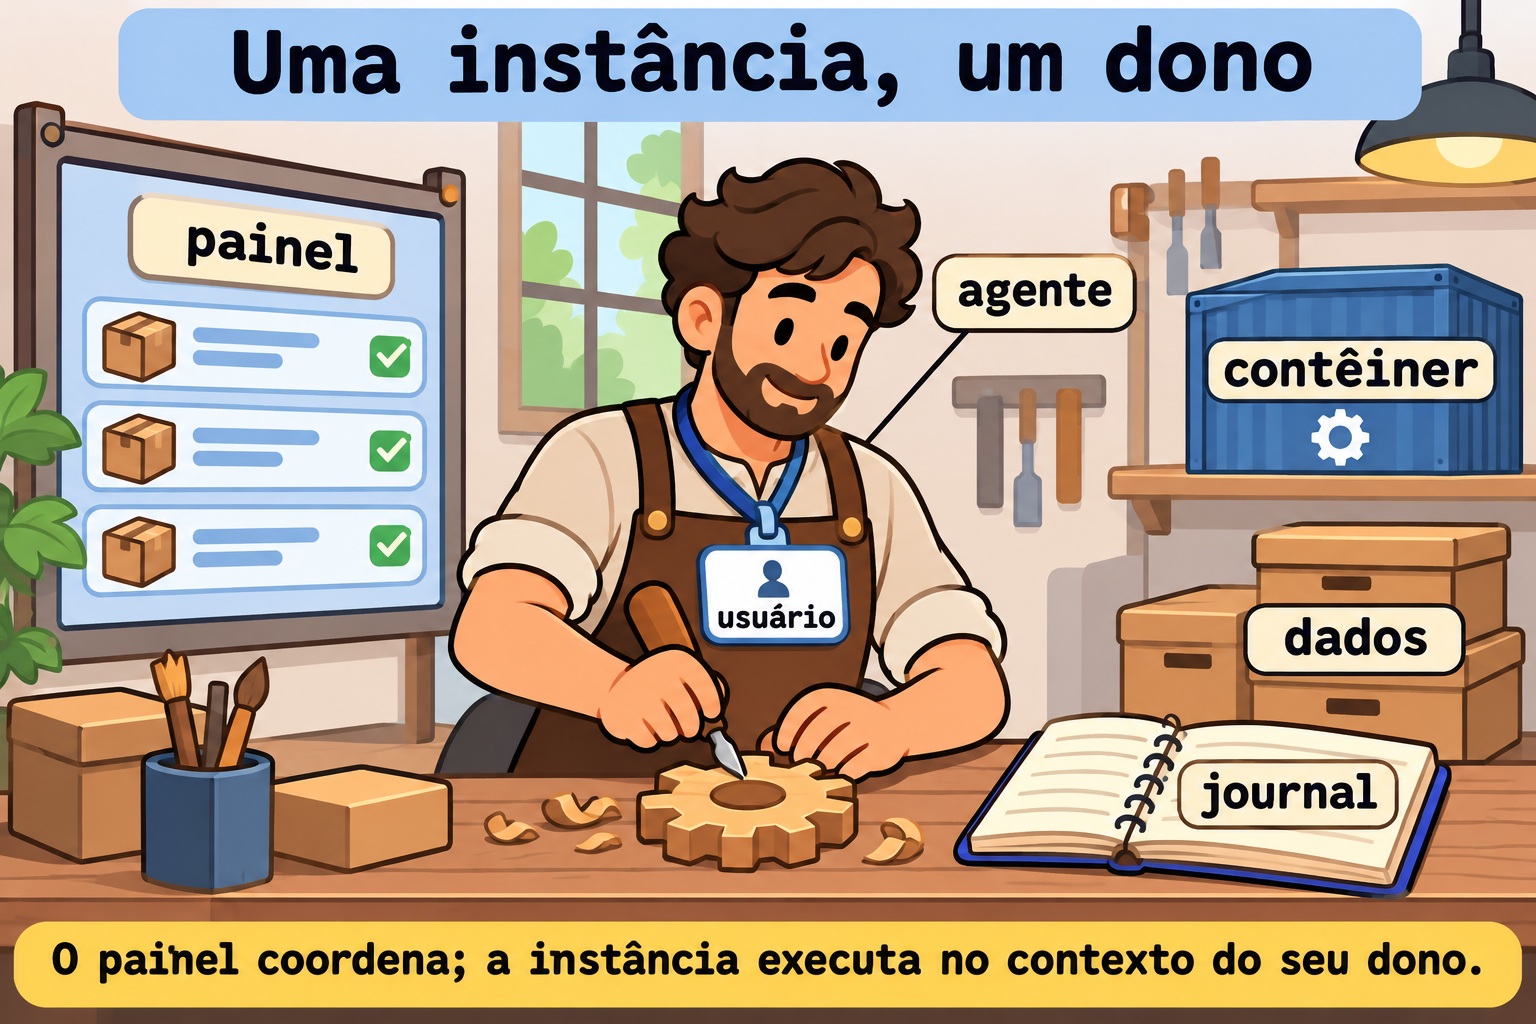 Uma instância, um dono
painel
agente
contêiner
usuário
dados
journal
O painel coordena; a instância executa no contexto do seu dono.